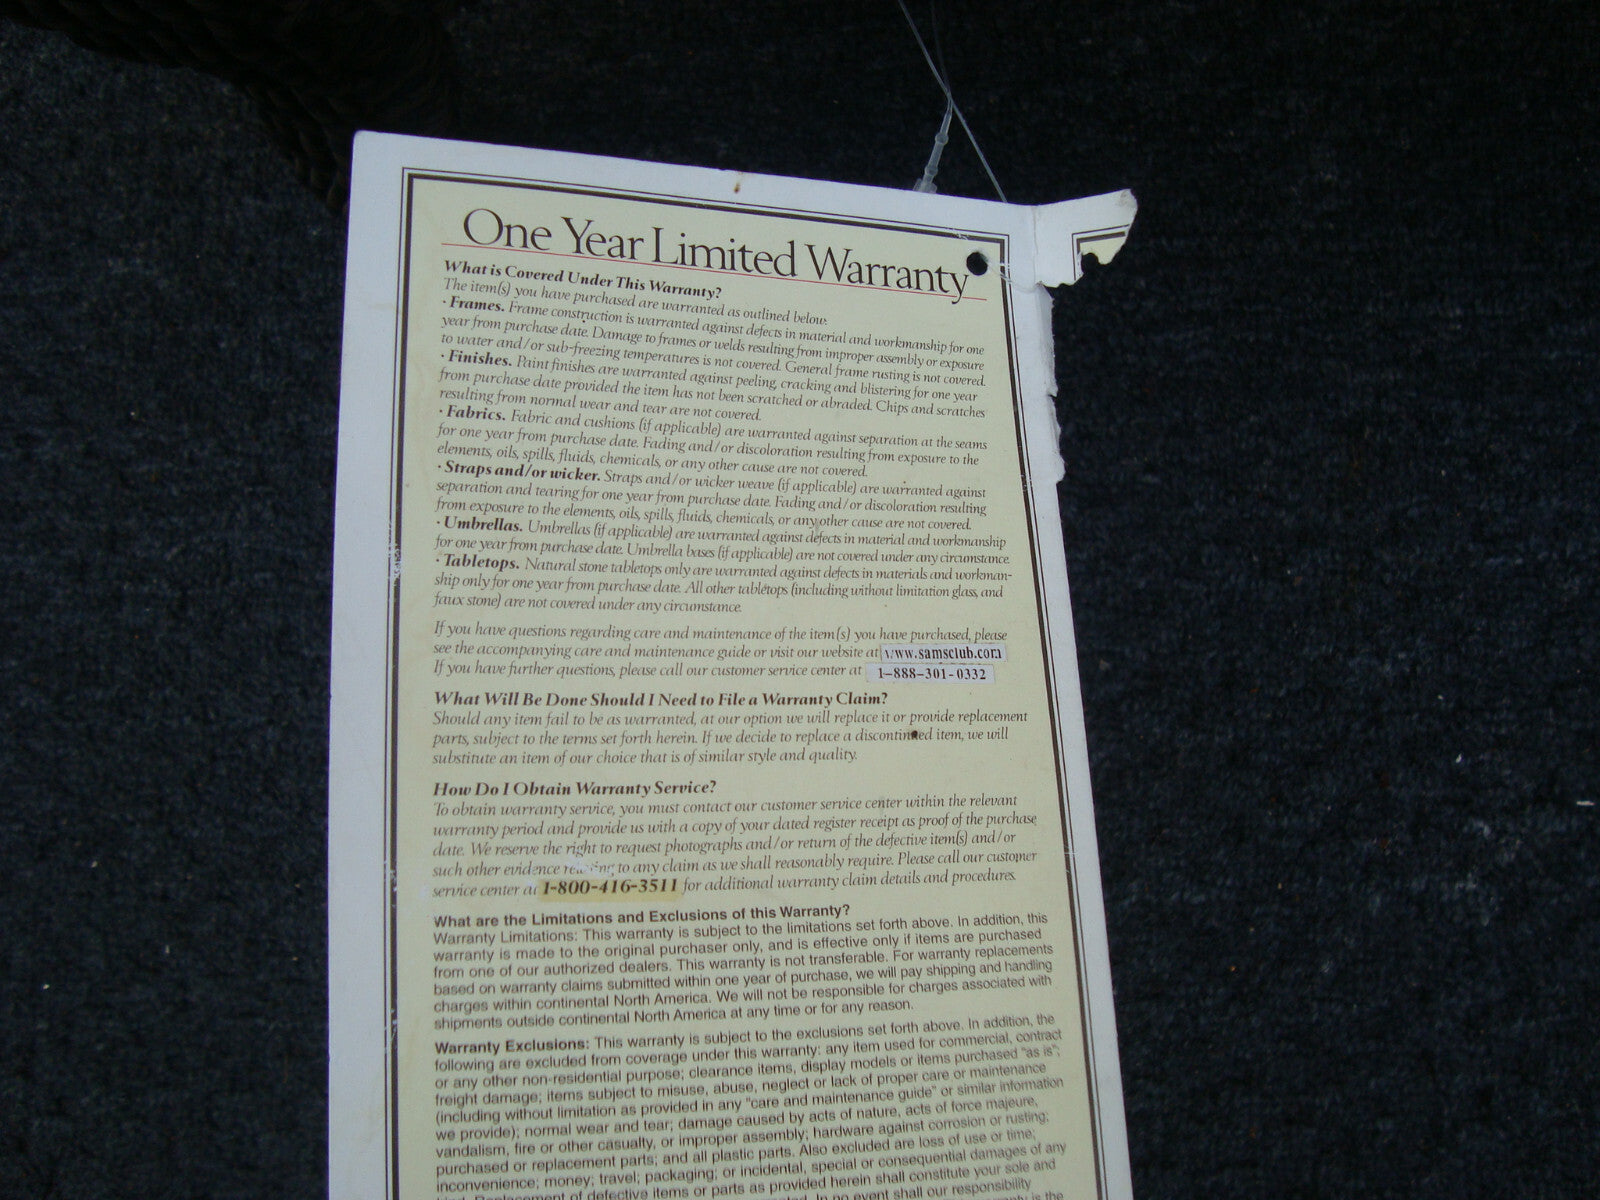 One Year Limited Warranty
What is Covered Under This Warranty?
The item(s) you have purchased are warranted as outlined below:
· Frames. Frame construction is warranted against defects in material and workmanship for one
year from purchase date. Damage to frames or welds resulting from improper assembly or exposure
to water and/or sub-freezing temperatures is not covered. General frame rusting is not covered.
· Finishes. Paint finishes are warranted against peeling, cracking and blistering for one year
from purchase date provided the item has not been scratched or abraded. Chips and scratches
resulting from normal wear and tear are not covered.
· Fabrics. Fabric and cushions (if applicable) are warranted against separation at the seams
for one year from purchase date. Fading and/or discoloration resulting from exposure to the
elements, oils, spills, fluids, chemicals, or any other cause are not covered.
· Straps and/or wicker. Straps and/or wicker weave (if applicable) are warranted against
separation and tearing for one year from purchase date. Fading and/or discoloration resulting
from exposure to the elements, oils, spills, fluids, chemicals, or any other cause are not covered.
· Umbrellas. Umbrellas (if applicable) are warranted against defects in material and workmanship
for one year from purchase date. Umbrella bases (if applicable) are not covered under any circumstance.
· Tabletops. Natural stone tabletops only are warranted against defects in materials and workman-
ship only for one year from purchase date. All other tabletops (including without limitation glass, and
faux stone) are not covered under any circumstance.
If you have questions regarding care and maintenance of the item(s) you have purchased, please
see the accompanying care and maintenance guide or visit our website at www.samsclub.com
If you have further questions, please call our customer service center at 1-888-301-0332
What Will Be Done Should I Need to File a Warranty Claim?
Should any item fail to be as warranted, at our option we will replace it or provide replacement
parts, subject to the terms set forth herein. If we decide to replace a discontinued item, we will
substitute an item of our choice that is of similar style and quality.
How Do I Obtain Warranty Service?
To obtain warranty service, you must contact our customer service center within the relevant
warranty period and provide us with a copy of your dated register receipt as proof of the purchase
date. We reserve the right to request photographs and/or return of the defective item(s) and/or
such other evidence relating to any claim as we shall reasonably require. Please call our customer
service center at 1-800-416-3511 for additional warranty claim details and procedures.
What are the Limitations and Exclusions of this Warranty?
Warranty Limitations: This warranty is subject to the limitations set forth above. In addition, this
warranty is made to the original purchaser only, and is effective only if items are purchased
from one of our authorized dealers. This warranty is not transferable. For warranty replacements
based on warranty claims submitted within one year of purchase, we will pay shipping and handling
charges within continental North America. We will not be responsible for charges associated with
shipments outside continental North America at any time or for any reason.
Warranty Exclusions: This warranty is subject to the exclusions set forth above. In addition, the
following are excluded from coverage under this warranty: any item used for commercial, contract
or any other non-residential purpose; clearance items, display models or items purchased "as is";
freight damage; items subject to misuse, abuse, neglect or lack of proper care or maintenance
(including without limitation as provided in any "care and maintenance guide" or similar information
we provide); normal wear and tear; damage caused by acts of nature, acts of force majeure,
vandalism, fire or other casualty, or improper assembly; hardware against corrosion or rusting;
purchased or replacement parts; and all plastic parts. Also excluded are loss of use or time;
inconvenience; money; travel; packaging; or incidental, special or consequential damages of any
kind. Replacement of defective items or parts as provided herein shall constitute your sole and
In no event shall our responsibility